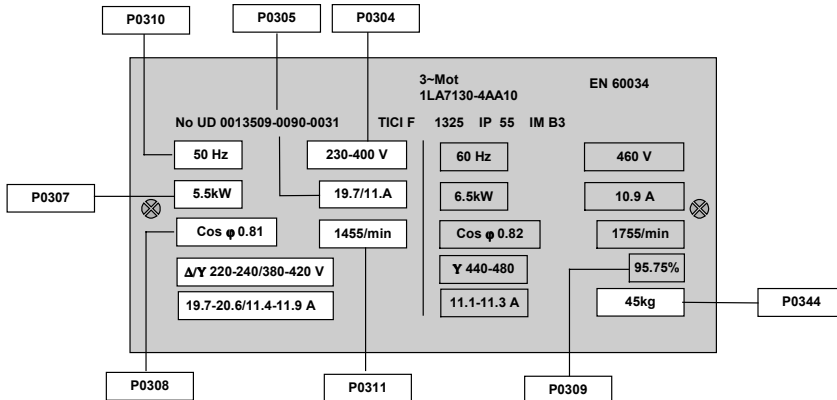 P0310 P0305 P0304
3~Mot EN 60034
1LA7130-4AA10
No UD 0013509-0090-0031 TICI F 1325 IP 55 IM B3
50 Hz 230-400 V 60 Hz 460 V
P0307 5.5kW 19.7/11.A 6.5kW 10.9 A
Cos φ 0.81 1455/min Cos φ 0.82 1755/min
Δ/Y 220-240/380-420 V Y 440-480 95.75%
19.7-20.6/11.4-11.9 A 11.1-11.3 A 45kg P0344
P0308 P0311 P0309